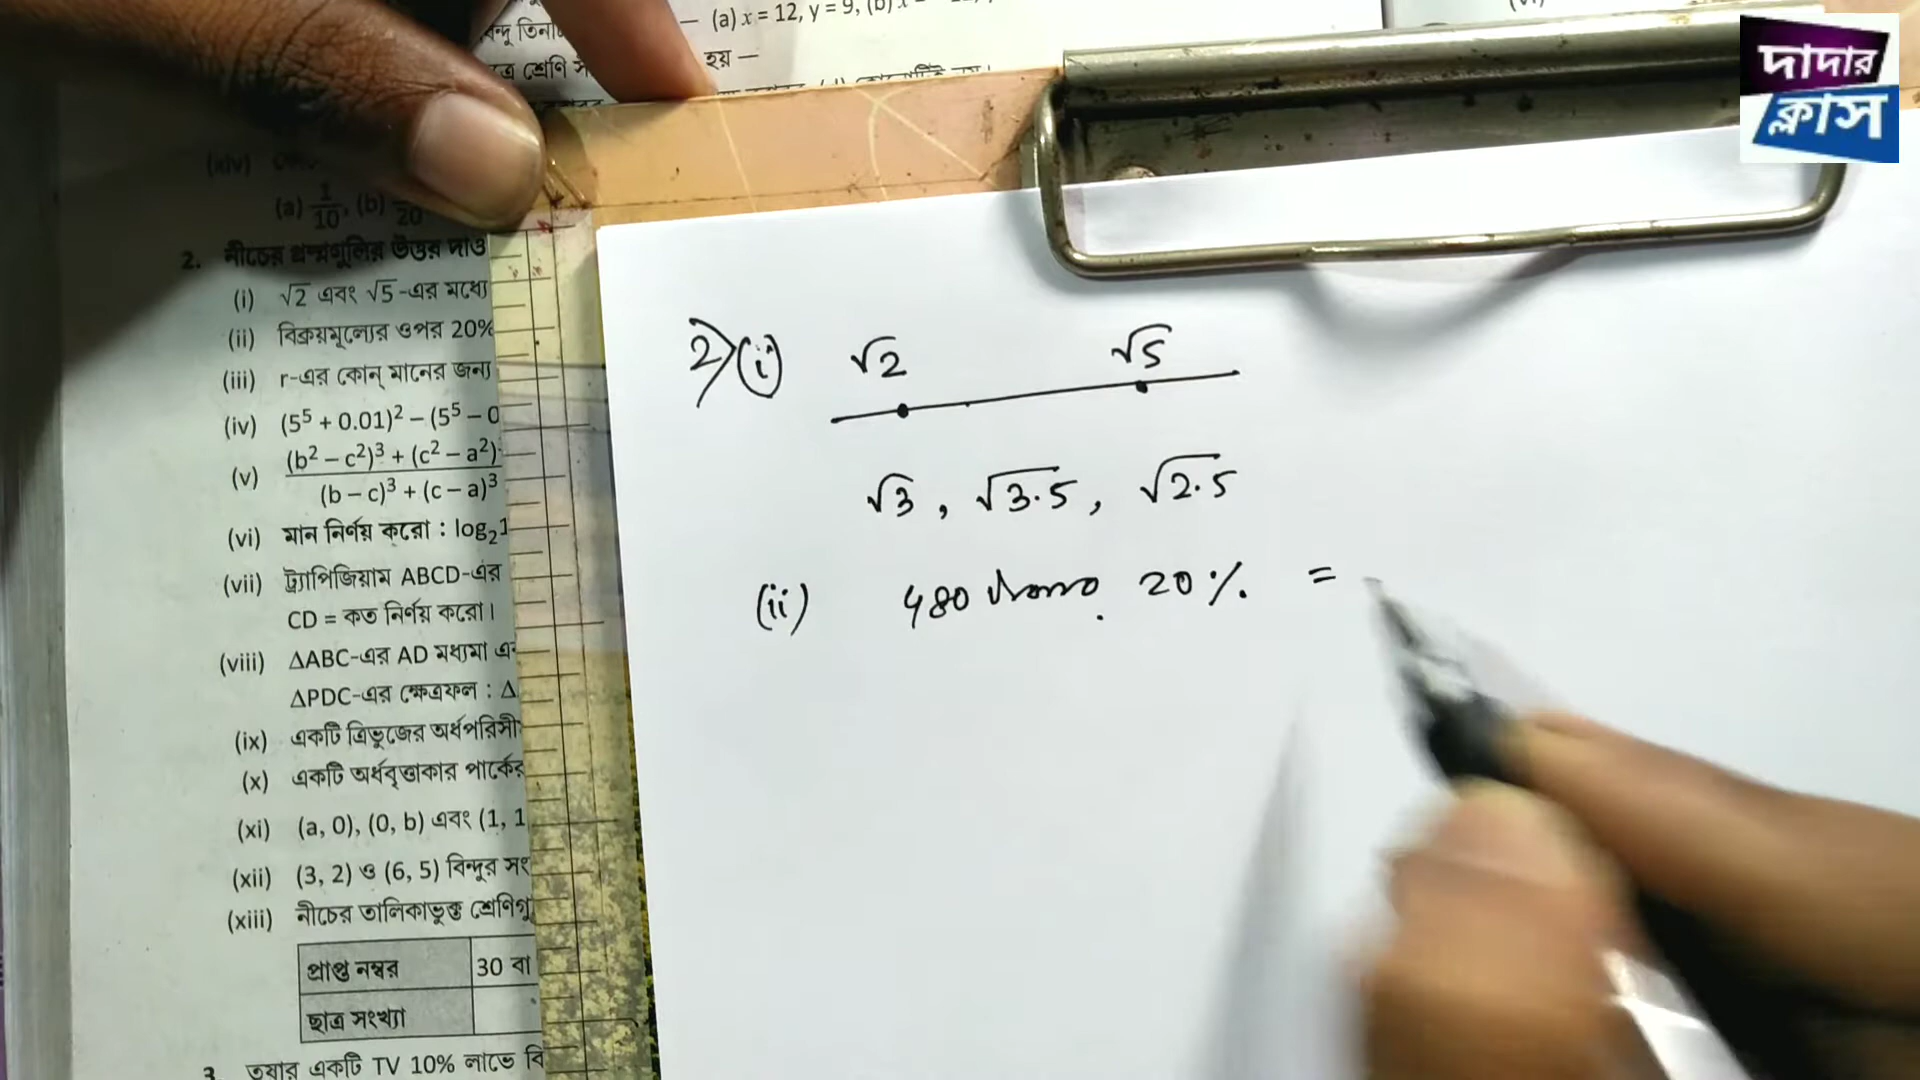 (a) x = 12, y = 9, (b)
হয় —
দাদার
ক্লাস
(xiv)
(a) 1/10, (b) /20
2. নীচের প্রশ্নগুলির উত্তর দাও
(i) √2 এবং √5-এর মধ্যে
(ii) বিক্রয়মূল্যের ওপর 20%
(iii) r-এর কোন্ মানের জন্য
(iv) (5⁵ + 0.01)² – (5⁵ – 0
(v) (b² – c²)³ + (c² – a²)
(b – c)³ + (c – a)³
(vi) মান নির্ণয় করো : log₂1
(vii) ট্র্যাপিজিয়াম ABCD-এর
CD = কত নির্ণয় করো।
(viii) ΔABC-এর AD মধ্যমা
ΔPDC-এর ক্ষেত্রফল : Δ
(ix) একটি ত্রিভুজের অর্ধপরিসী
(x) একটি অর্ধবৃত্তাকার পার্কের
(xi) (a, 0), (0, b) এবং (1, 1
(xii) (3, 2) ও (6, 5) বিন্দুর
(xiii) নীচের তালিকাভুক্ত
প্রাপ্ত নম্বর 30 বা
ছাত্র সংখ্যা
3. একটি TV 10% লাভে বি
2) (i) √2 √5
√3, √3.5, √2.5
(ii) 480 20% =